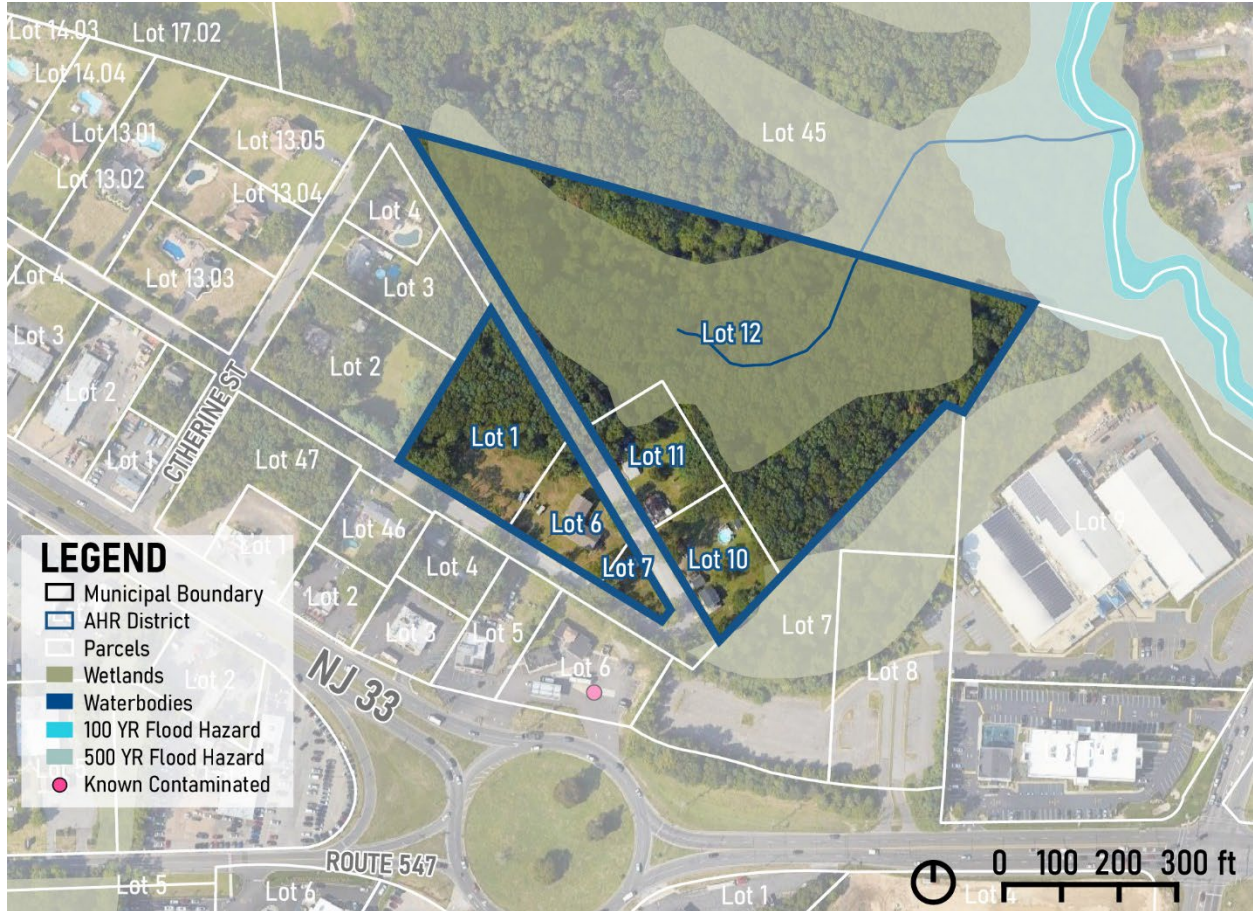 Lot 14.03
Lot 17.02
Lot 14.04
Lot 13.01
Lot 13.05
Lot 45
Lot 13.02
Lot 13.04
Lot 4
Lot 13.03
Lot 3
Lot 4
Lot 3
Lot 12
Lot 2
Lot 2
CTHERINE ST
Lot 1
Lot 11
Lot 1
Lot 47
Lot 6
Lot 9
Lot 46
Lot 7
Lot 10
Lot 1
Lot 4
Lot 2
Lot 3
Lot 5
Lot 7
Lot 6
Lot 8
NJ 33
LEGEND
Municipal Boundary
AHR District
Parcels
Wetlands
Waterbodies
100 YR Flood Hazard
500 YR Flood Hazard
Known Contaminated
Lot 2
ROUTE 547
Lot 5
Lot 6
Lot 1
Lot 4
0 100 200 300 ft